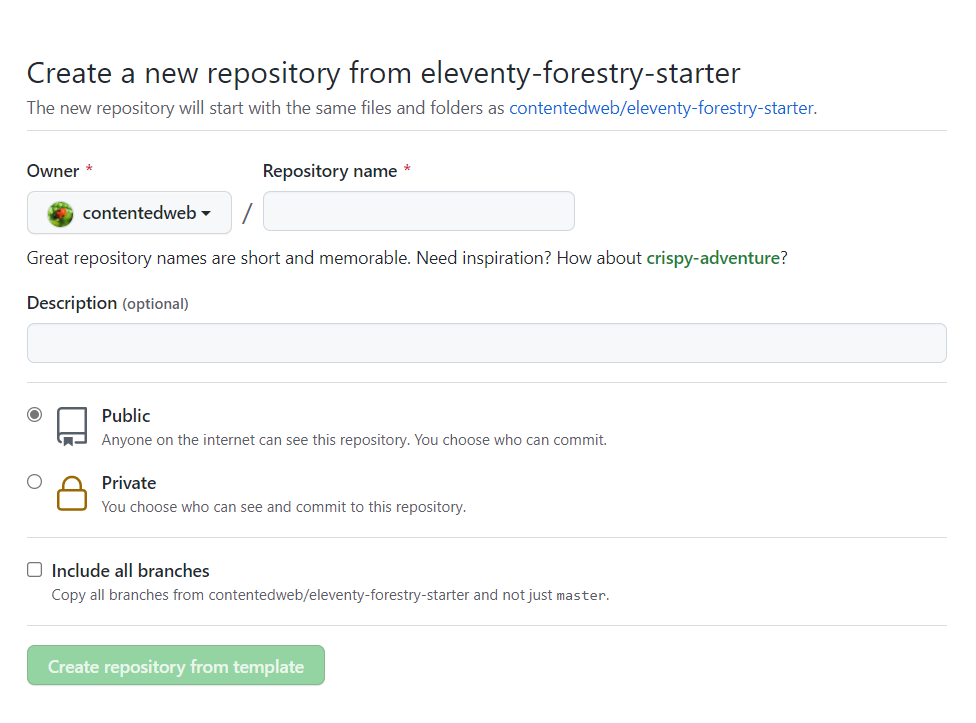 Create a new repository from eleventy-forestry-starter
The new repository will start with the same files and folders as contentedweb/eleventy-forestry-starter.
Owner * Repository name *
contentedweb /
Great repository names are short and memorable. Need inspiration? How about crispy-adventure?
Description (optional)
Public
Anyone on the internet can see this repository. You choose who can commit.
Private
You choose who can see and commit to this repository.
Include all branches
Copy all branches from contentedweb/eleventy-forestry-starter and not just master.
Create repository from template